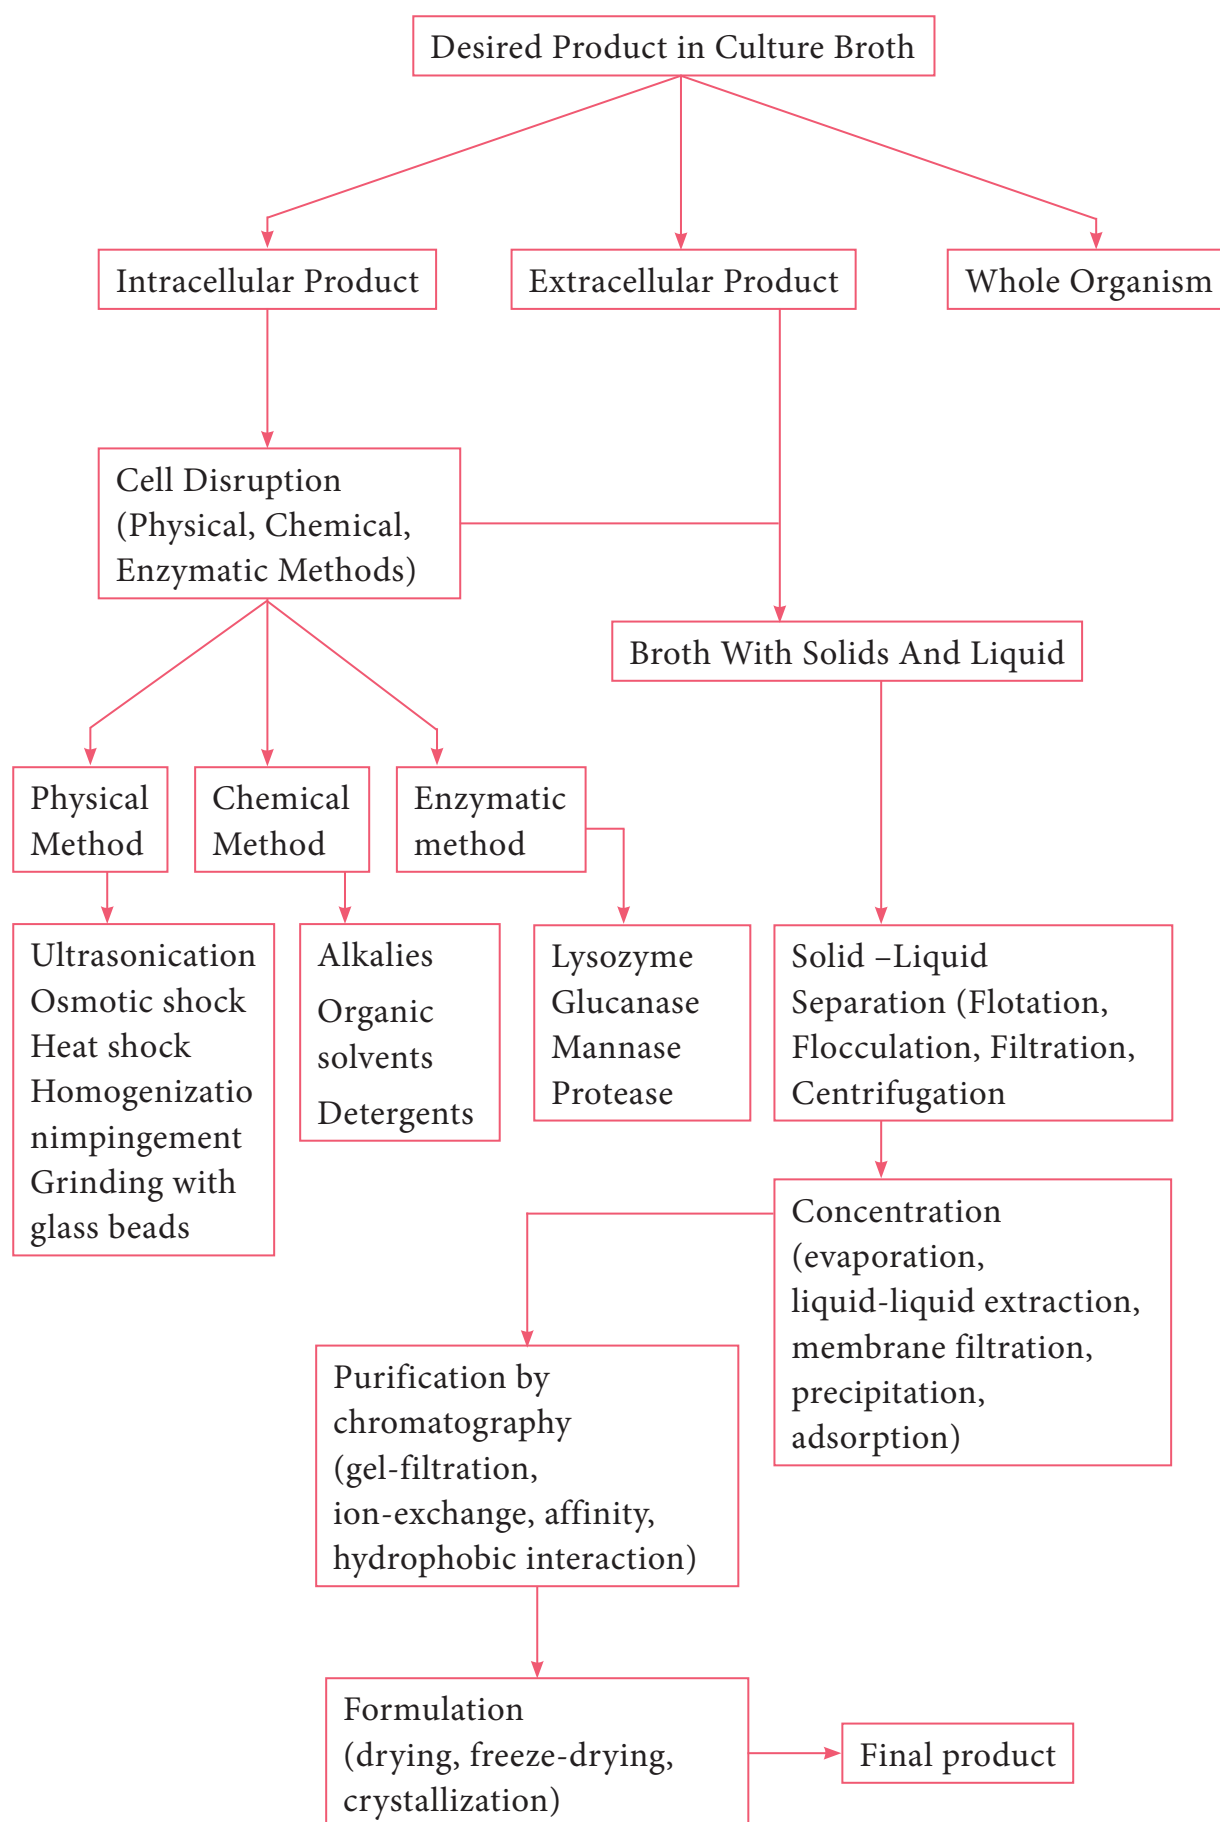 Desired Product in Culture Broth
Intracellular Product
Extracellular Product
Whole Organism
Cell Disruption
(Physical, Chemical,
Enzymatic Methods)
Broth With Solids And Liquid
Physical
Method
Chemical
Method
Enzymatic
method
Ultrasonication
Osmotic shock
Heat shock
Homogenizatio
nimpingement
Grinding with
glass beads
Alkalies
Organic
solvents
Detergents
Lysozyme
Glucanase
Mannase
Protease
Solid –Liquid
Separation (Flotation,
Flocculation, Filtration,
Centrifugation
Concentration
(evaporation,
liquid-liquid extraction,
membrane filtration,
precipitation,
adsorption)
Purification by
chromatography
(gel-filtration,
ion-exchange, affinity,
hydrophobic interaction)
Formulation
(drying, freeze-drying,
crystallization)
Final product